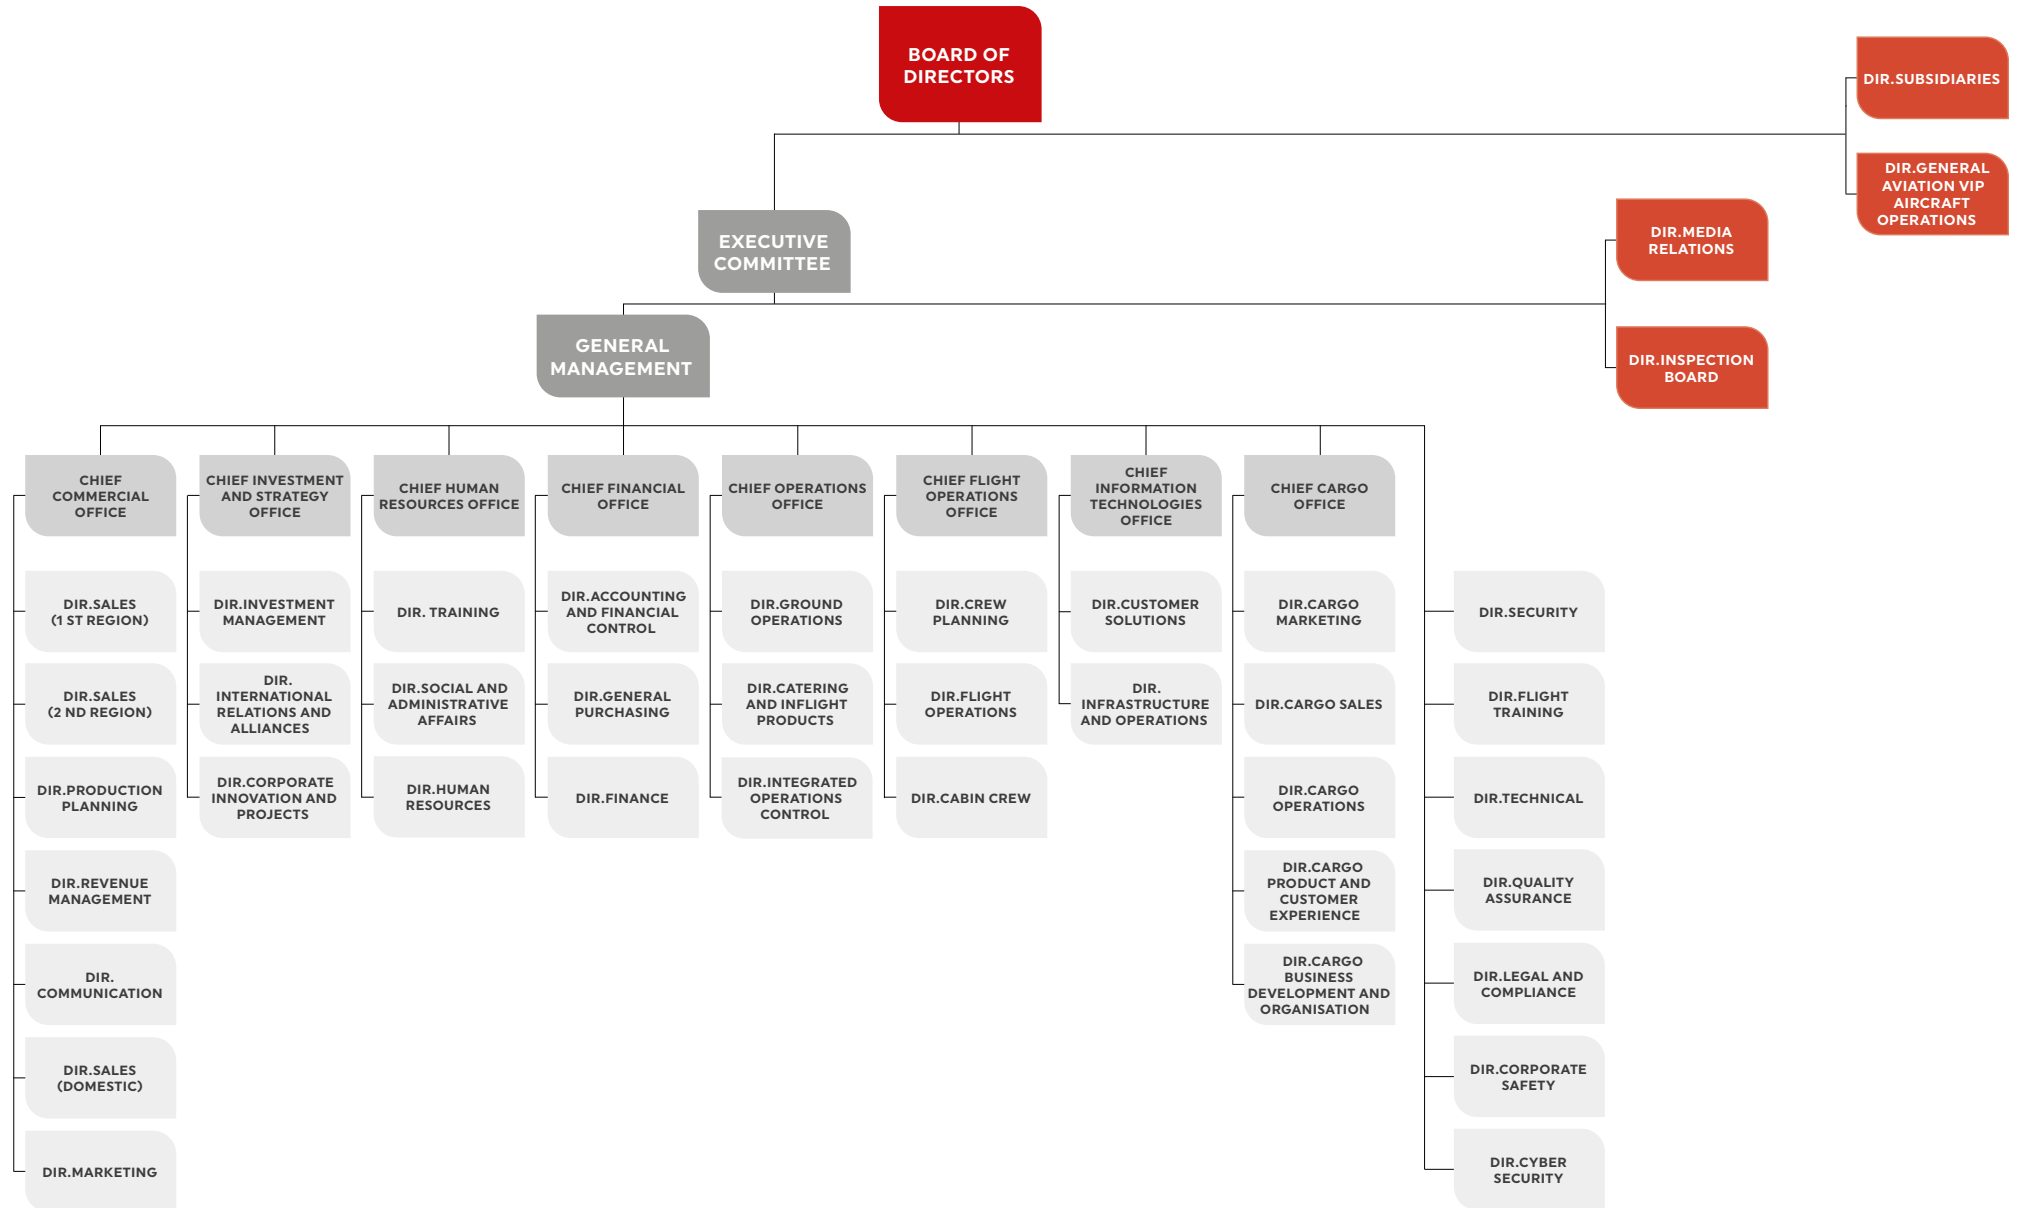 BOARD OF
DIRECTORS
DIR.SUBSIDIARIES
DIR.GENERAL
AVIATION VIP
AIRCRAFT
OPERATIONS
EXECUTIVE
COMMITTEE
DIR.MEDIA
RELATIONS
DIR.INSPECTION
BOARD
GENERAL
MANAGEMENT
CHIEF
COMMERCIAL
OFFICE
DIR.SALES
(1 ST REGION)
DIR.SALES
(2 ND REGION)
DIR.PRODUCTION
PLANNING
DIR.REVENUE
MANAGEMENT
DIR.
COMMUNICATION
DIR.SALES
(DOMESTIC)
DIR.MARKETING
CHIEF INVESTMENT
AND STRATEGY
OFFICE
DIR.INVESTMENT
MANAGEMENT
DIR.
INTERNATIONAL
RELATIONS AND
ALLIANCES
DIR.CORPORATE
INNOVATION AND
PROJECTS
CHIEF HUMAN
RESOURCES OFFICE
DIR. TRAINING
DIR.SOCIAL AND
ADMINISTRATIVE
AFFAIRS
DIR.HUMAN
RESOURCES
CHIEF FINANCIAL
OFFICE
DIR.ACCOUNTING
AND FINANCIAL
CONTROL
DIR.GENERAL
PURCHASING
DIR.FINANCE
CHIEF OPERATIONS
OFFICE
DIR.GROUND
OPERATIONS
DIR.CATERING
AND INFLIGHT
PRODUCTS
DIR.INTEGRATED
OPERATIONS
CONTROL
CHIEF FLIGHT
OPERATIONS
OFFICE
DIR.CREW
PLANNING
DIR.FLIGHT
OPERATIONS
DIR.CABIN CREW
CHIEF
INFORMATION
TECHNOLOGIES
OFFICE
DIR.CUSTOMER
SOLUTIONS
DIR.
INFRASTRUCTURE
AND OPERATIONS
CHIEF CARGO
OFFICE
DIR.CARGO
MARKETING
DIR.CARGO SALES
DIR.CARGO
OPERATIONS
DIR.CARGO
PRODUCT AND
CUSTOMER
EXPERIENCE
DIR.CARGO
BUSINESS
DEVELOPMENT AND
ORGANISATION
DIR.SECURITY
DIR.FLIGHT
TRAINING
DIR.TECHNICAL
DIR.QUALITY
ASSURANCE
DIR.LEGAL AND
COMPLIANCE
DIR.CORPORATE
SAFETY
DIR.CYBER
SECURITY